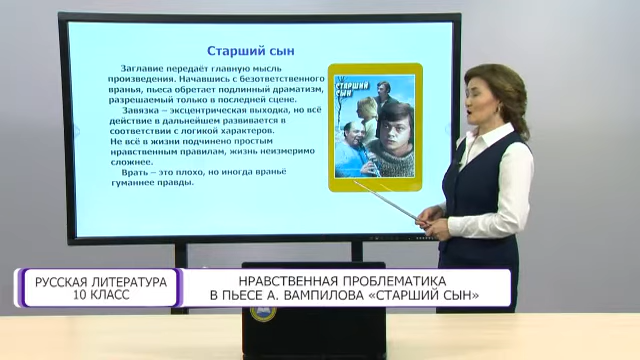 Старший сын
Заглавие передаёт главную мысль
произведения. Начавшись с безответственного
вранья, пьеса обретает подлинный драматизм,
разрешаемый только в последней сцене.
Завязка – эксцентрическая выходка, но всё
действие в дальнейшем развивается в
соответствии с логикой характеров.
Не всё в жизни подчинено простым
нравственным правилам, жизнь неизмеримо
сложнее.
Врать – это плохо, но иногда враньё
гуманнее правды.
СТАРШИЙ
СЫН
РУССКАЯ ЛИТЕРАТУРА
10 КЛАСС
НРАВСТВЕННАЯ ПРОБЛЕМАТИКА
В ПЬЕСЕ А. ВАМПИЛОВА «СТАРШИЙ СЫН»